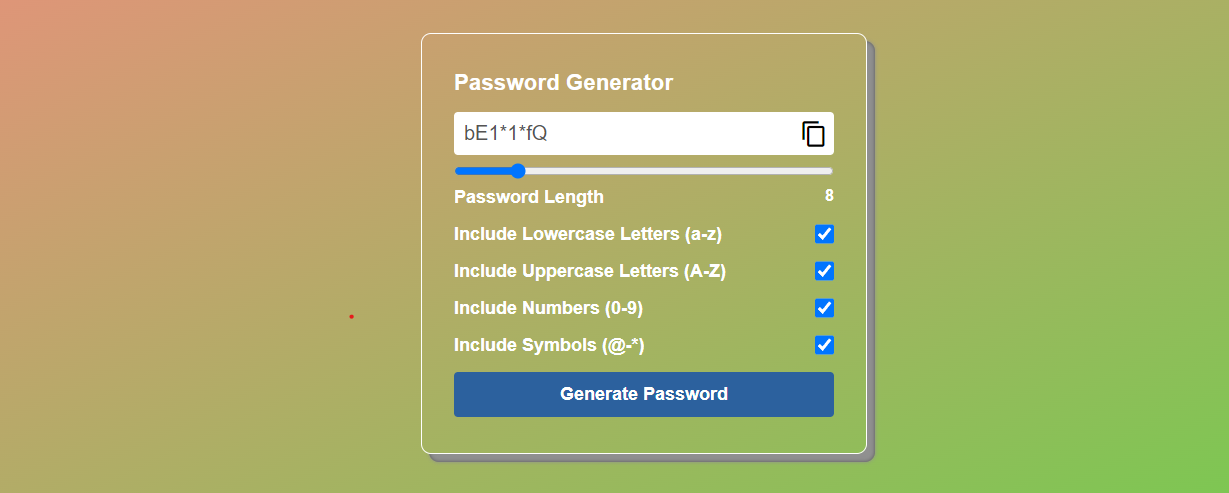 Password Generator
bE1*1*fQ
Password Length 8
Include Lowercase Letters (a-z)
Include Uppercase Letters (A-Z)
Include Numbers (0-9)
Include Symbols (@-*)
Generate Password